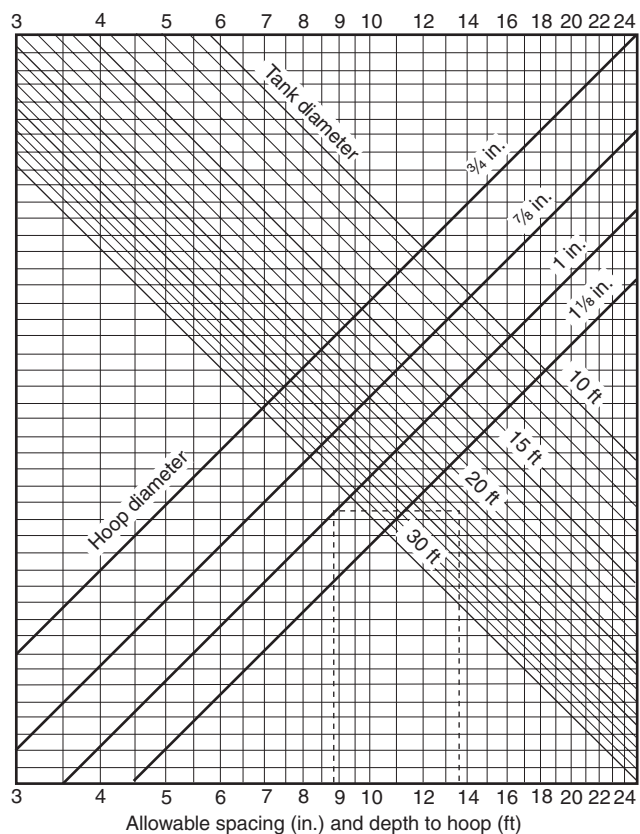 3 4 5 6 7 8 9 10 12 14 16 18 20 22 24
Tank diameter
¾ in.
⅞ in.
1 in.
1⅛ in.
10 ft
15 ft
Hoop diameter
20 ft
30 ft
3 4 5 6 7 8 9 10 12 14 16 18 20 22 24
Allowable spacing (in.) and depth to hoop (ft)